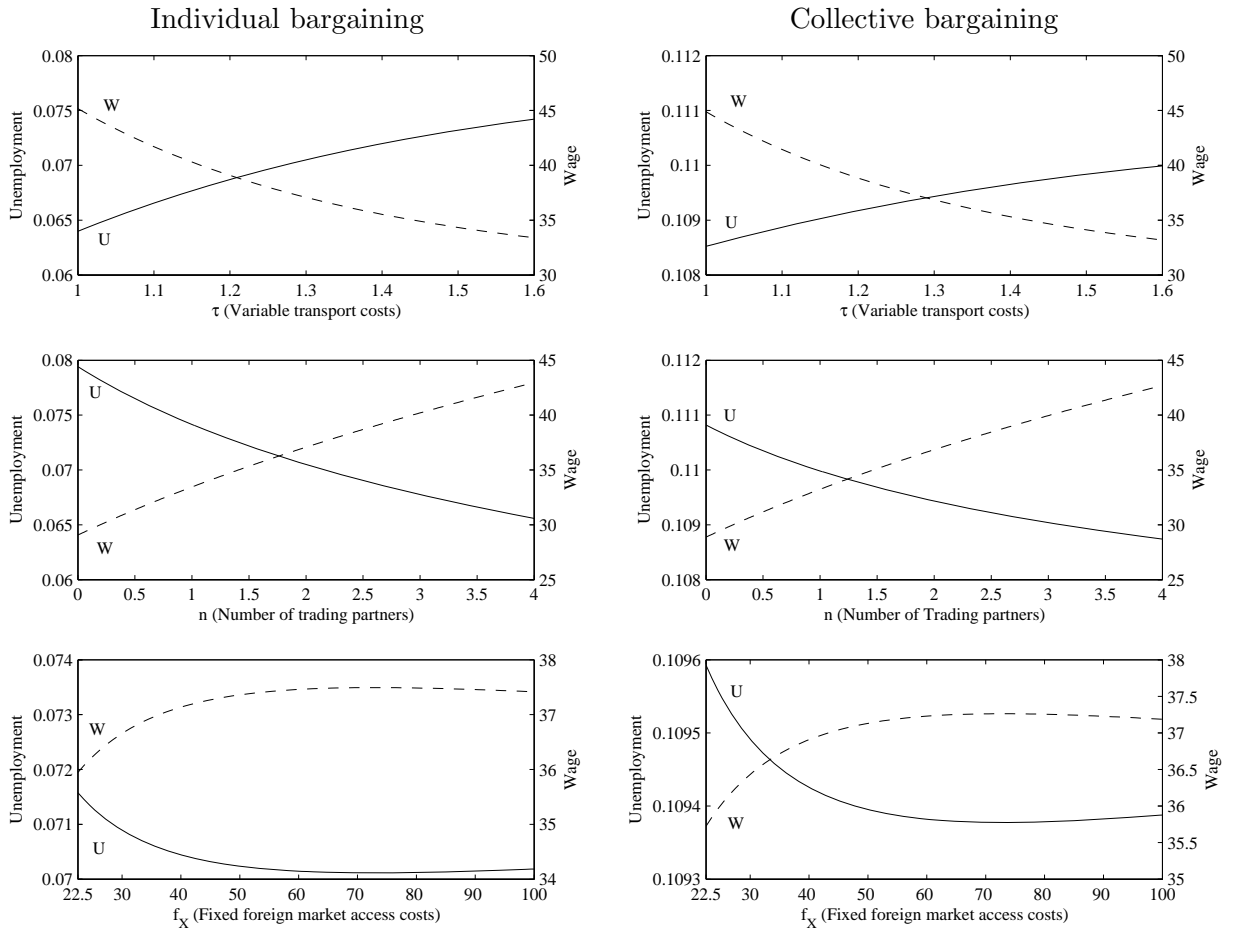 Individual bargaining
0.08
0.075
0.07
0.065
0.06
Unemployment
50
45
40
35
30
Wage
W
U
1 1.1 1.2 1.3 1.4 1.5 1.6
τ (Variable transport costs)
Collective bargaining
0.112
0.111
0.11
0.109
0.108
Unemployment
50
45
40
35
30
Wage
W
U
1 1.1 1.2 1.3 1.4 1.5 1.6
τ (Variable transport costs)
0.08
0.075
0.07
0.065
0.06
Unemployment
45
40
35
30
25
Wage
U
W
0 0.5 1 1.5 2 2.5 3 3.5 4
n (Number of trading partners)
0.112
0.111
0.11
0.109
0.108
Unemployment
45
40
35
30
25
Wage
U
W
0 0.5 1 1.5 2 2.5 3 3.5 4
n (Number of Trading partners)
0.074
0.073
0.072
0.071
0.07
Unemployment
38
37
36
35
34
Wage
W
U
22.5 30 40 50 60 70 80 90 100
f_X (Fixed foreign market access costs)
0.1096
0.1095
0.1094
0.1093
Unemployment
38
37.5
37
36.5
36
35.5
35
Wage
U
W
22.5 30 40 50 60 70 80 90 100
f_X (Fixed foreign market access costs)